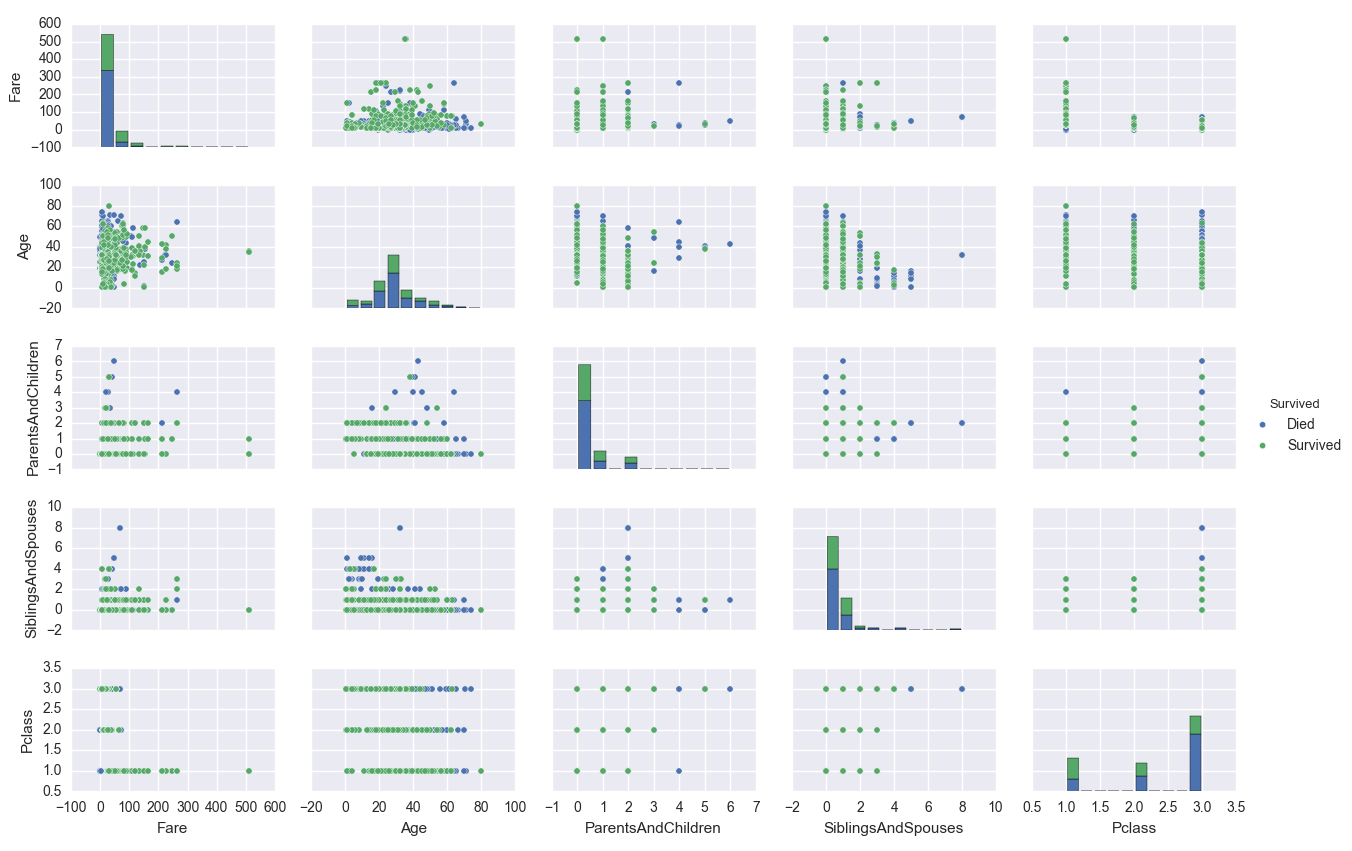 600
500
400
300
200
100
0
−100
Fare
100
80
60
40
20
0
−20
Age
7
6
5
4
3
2
1
0
−1
ParentsAndChildren
10
8
6
4
2
0
−2
SiblingsAndSpouses
3.5
3.0
2.5
2.0
1.5
1.0
0.5
Pclass
−100 0 100 200 300 400 500 600
Fare
−20 0 20 40 60 80 100
Age
−1 0 1 2 3 4 5 6 7
ParentsAndChildren
−2 0 2 4 6 8 10
SiblingsAndSpouses
0.5 1.0 1.5 2.0 2.5 3.0 3.5
Pclass
Survived
Died
Survived